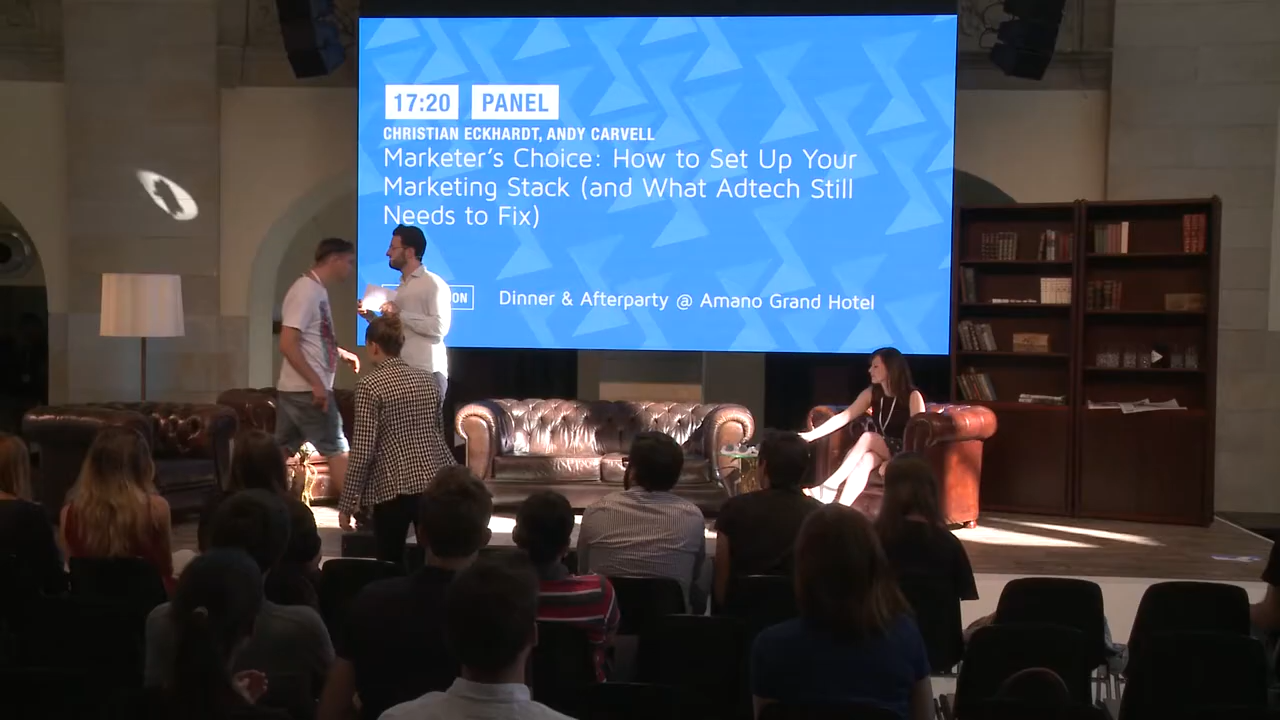 17:20 PANEL
CHRISTIAN ECKHARDT, ANDY CARVELL
Marketer's Choice: How to Set Up Your
Marketing Stack (and What Adtech Still
Needs to Fix)
Dinner & Afterparty @ Amano Grand Hotel